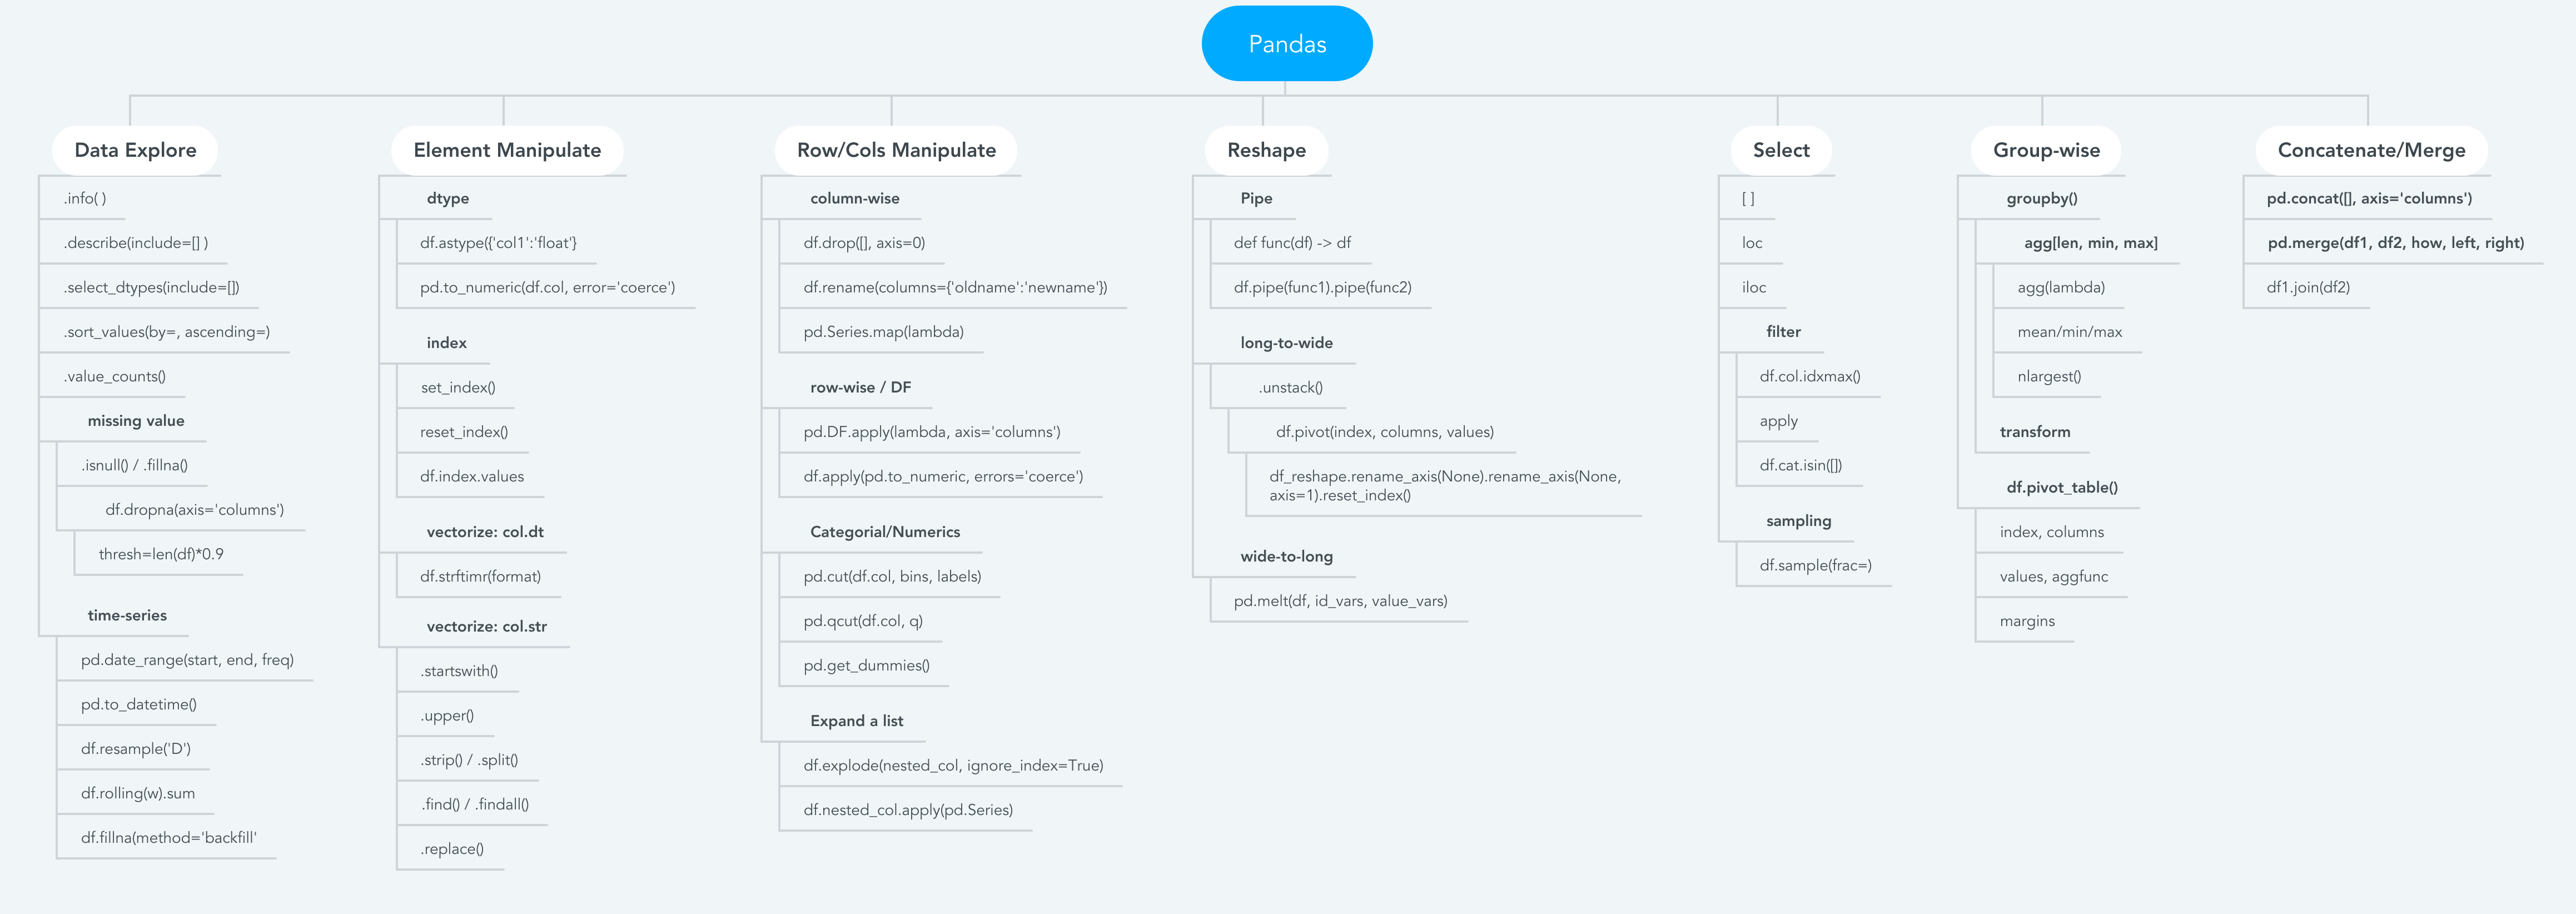 Pandas
Data Explore
.info( )
.describe(include=[] )
.select_dtypes(include=[])
.sort_values(by=, ascending=)
.value_counts()
missing value
.isnull() / .fillna()
df.dropna(axis='columns')
thresh=len(df)*0.9
time-series
pd.date_range(start, end, freq)
pd.to_datetime()
df.resample('D')
df.rolling(w).sum
df.fillna(method='backfill'
Element Manipulate
dtype
df.astype({'col1':'float'}
pd.to_numeric(df.col, error='coerce')
index
set_index()
reset_index()
df.index.values
vectorize: col.dt
df.strftimr(format)
vectorize: col.str
.startswith()
.upper()
.strip() / .split()
.find() / .findall()
.replace()
Row/Cols Manipulate
column-wise
df.drop([], axis=0)
df.rename(columns={'oldname':'newname'})
pd.Series.map(lambda)
row-wise / DF
pd.DF.apply(lambda, axis='columns')
df.apply(pd.to_numeric, errors='coerce')
Categorial/Numerics
pd.cut(df.col, bins, labels)
pd.qcut(df.col, q)
pd.get_dummies()
Expand a list
df.explode(nested_col, ignore_index=True)
df.nested_col.apply(pd.Series)
Reshape
Pipe
def func(df) -> df
df.pipe(func1).pipe(func2)
long-to-wide
.unstack()
df.pivot(index, columns, values)
df_reshape.rename_axis(None).rename_axis(None,
axis=1).reset_index()
wide-to-long
pd.melt(df, id_vars, value_vars)
Select
[ ]
loc
iloc
filter
df.col.idxmax()
apply
df.cat.isin([])
sampling
df.sample(frac=)
Group-wise
groupby()
agg[len, min, max]
agg(lambda)
mean/min/max
nlargest()
transform
df.pivot_table()
index, columns
values, aggfunc
margins
Concatenate/Merge
pd.concat([], axis='columns')
pd.merge(df1, df2, how, left, right)
df1.join(df2)